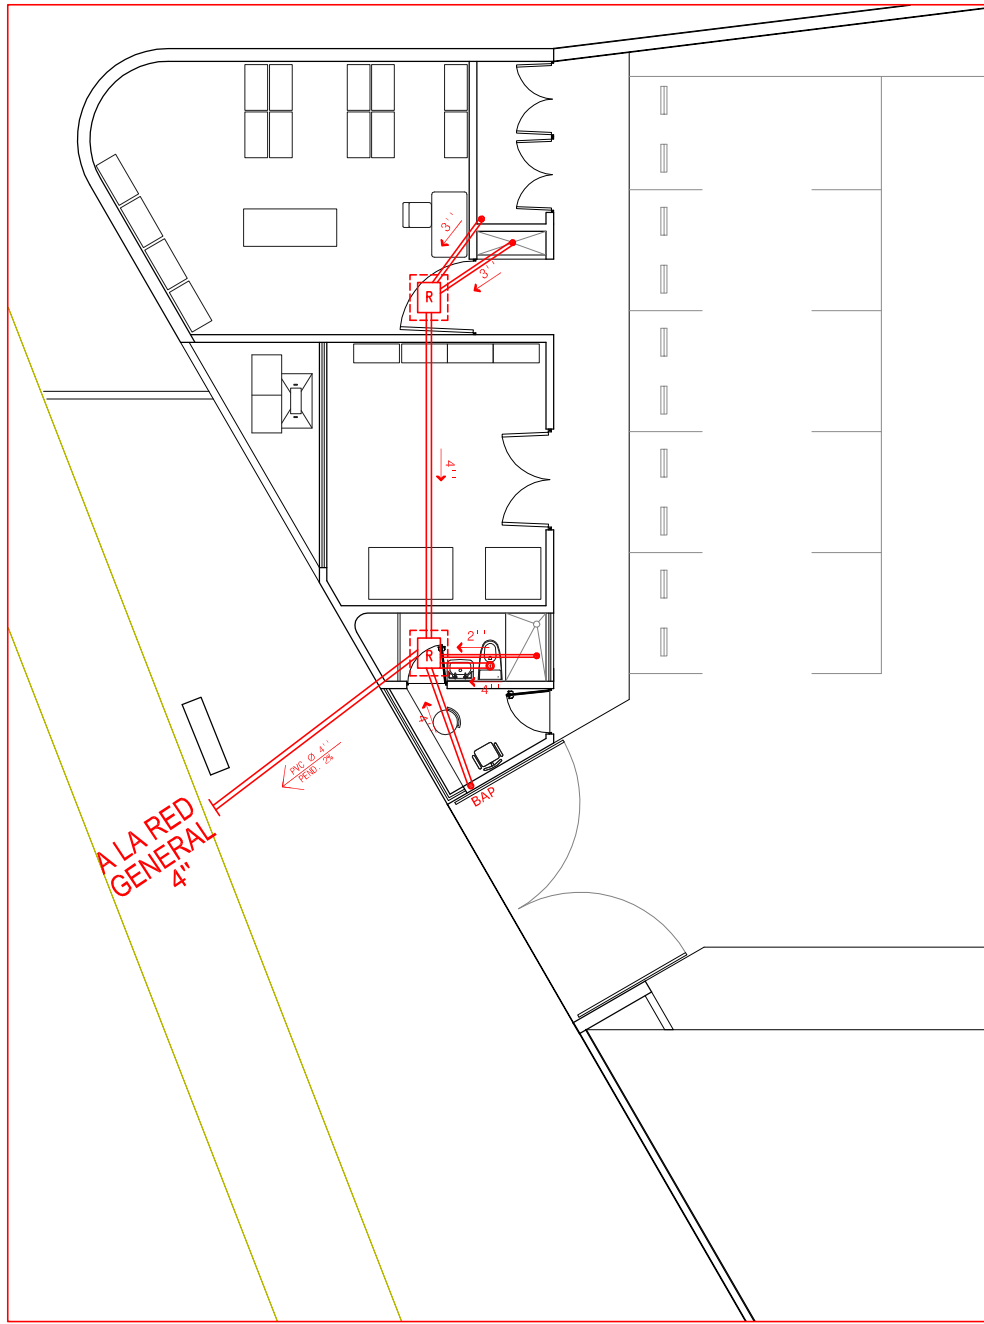 3''
3''
R
4''
2''
R
4''
4''
PVC Ø 4''
PEND. 2%
BAP
A LA RED
GENERAL
4"